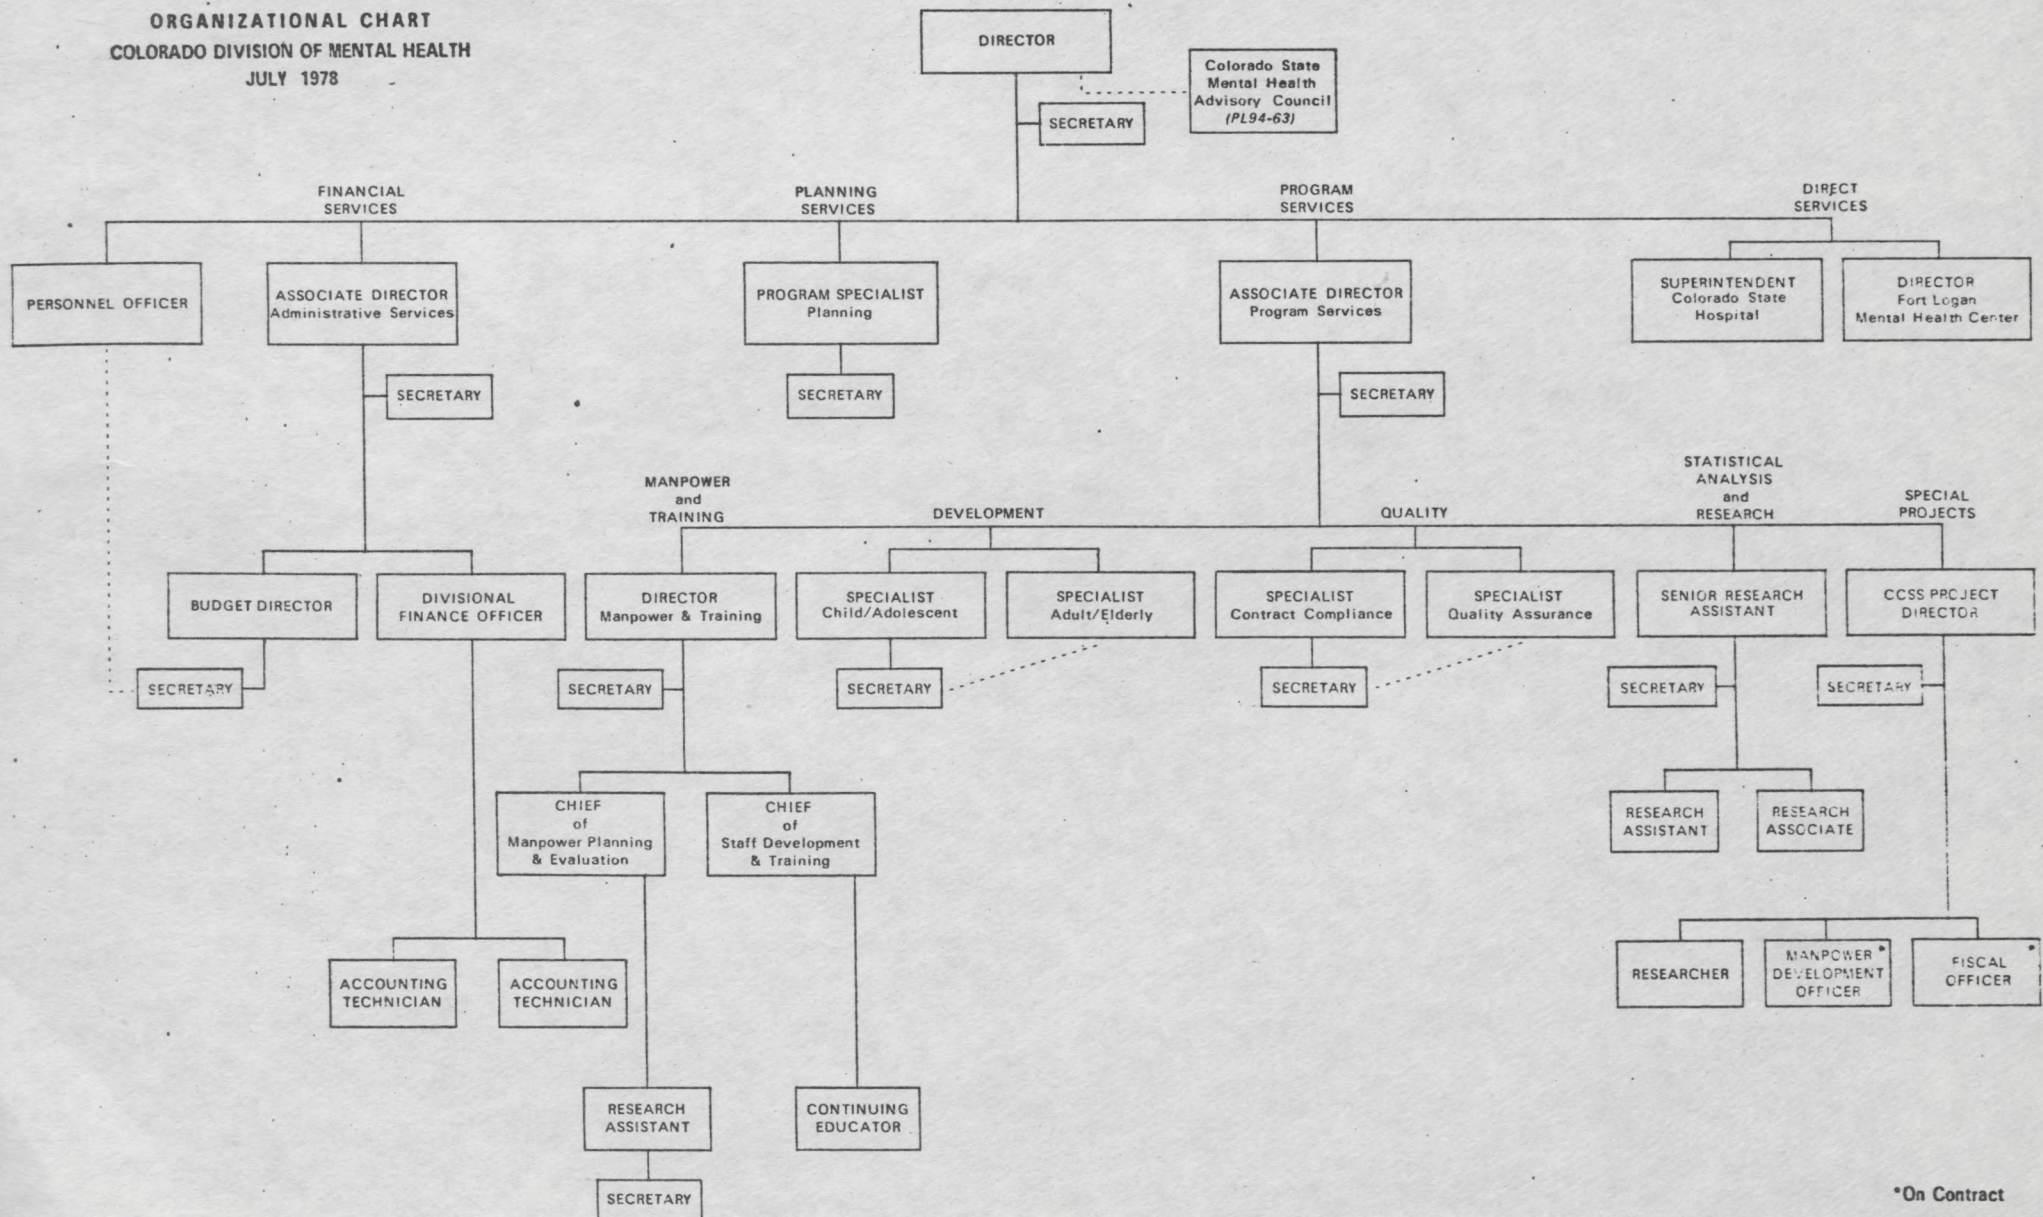 ORGANIZATIONAL CHART
COLORADO DIVISION OF MENTAL HEALTH
JULY 1978
DIRECTOR
Colorado State
Mental Health
Advisory Council
(PL94-63)
SECRETARY
FINANCIAL
SERVICES
PLANNING
SERVICES
PROGRAM
SERVICES
DIRECT
SERVICES
PERSONNEL OFFICER
ASSOCIATE DIRECTOR
Administrative Services
PROGRAM SPECIALIST
Planning
ASSOCIATE DIRECTOR
Program Services
SUPERINTENDENT
Colorado State
Hospital
DIRECTOR
Fort Logan
Mental Health Center
SECRETARY
SECRETARY
SECRETARY
MANPOWER
and
TRAINING
DEVELOPMENT
QUALITY
STATISTICAL
ANALYSIS
and
RESEARCH
SPECIAL
PROJECTS
BUDGET DIRECTOR
DIVISIONAL
FINANCE OFFICER
DIRECTOR
Manpower & Training
SPECIALIST
Child/Adolescent
SPECIALIST
Adult/Elderly
SPECIALIST
Contract Compliance
SPECIALIST
Quality Assurance
SENIOR RESEARCH
ASSISTANT
CCSS PROJECT
DIRECTOR
SECRETARY
SECRETARY
SECRETARY
SECRETARY
SECRETARY
SECRETARY
CHIEF
of
Manpower Planning
& Evaluation
CHIEF
of
Staff Development
& Training
RESEARCH
ASSISTANT
RESEARCH
ASSOCIATE
ACCOUNTING
TECHNICIAN
ACCOUNTING
TECHNICIAN
RESEARCHER
MANPOWER *
DEVELOPMENT
OFFICER
*
FISCAL
OFFICER
RESEARCH
ASSISTANT
CONTINUING
EDUCATOR
SECRETARY
*On Contract